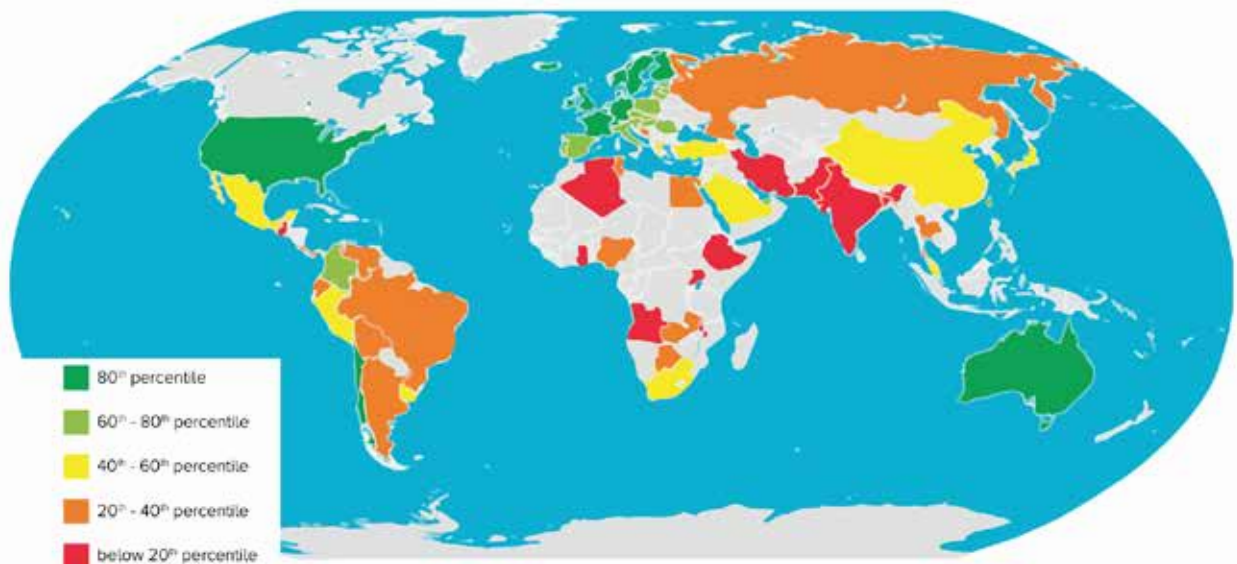 80th percentile
60th - 80th percentile
40th - 60th percentile
20th - 40th percentile
below 20th percentile